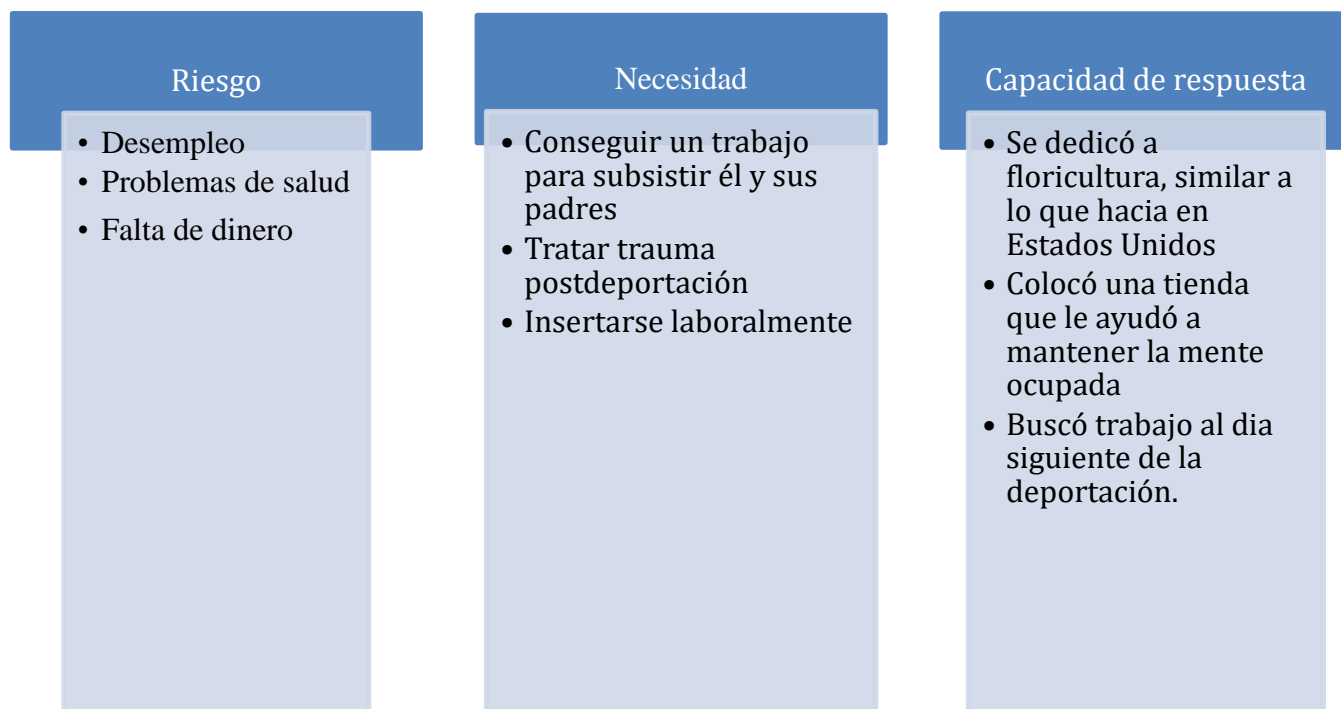 Riesgo
• Desempleo
• Problemas de salud
• Falta de dinero
Necesidad
• Conseguir un trabajo
para subsistir él y sus
padres
• Tratar trauma
postdeportación
• Insertarse laboralmente
Capacidad de respuesta
• Se dedicó a
floricultura, similar a
lo que hacia en
Estados Unidos
• Colocó una tienda
que le ayudó a
mantener la mente
ocupada
• Buscó trabajo al dia
siguiente de la
deportación.